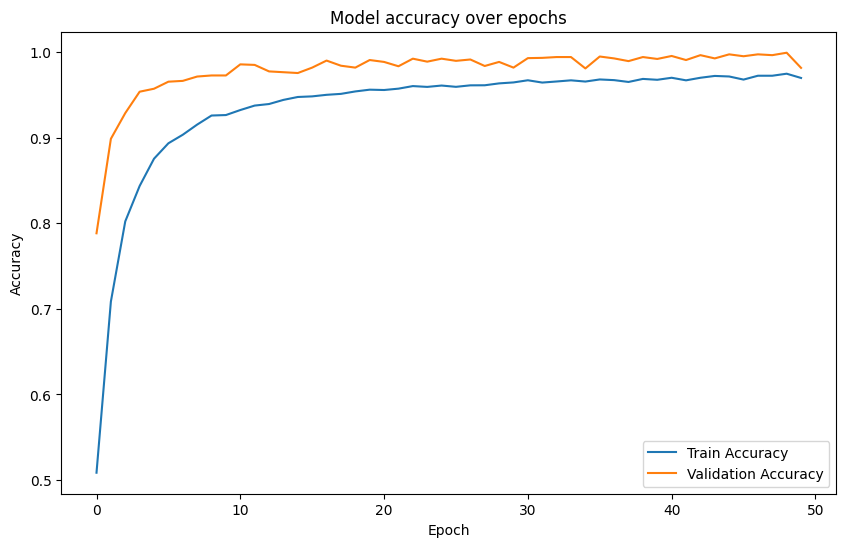 Model accuracy over epochs
1.0
0.9
0.8
0.7
0.6
0.5
Accuracy
0
10
20
30
40
50
Epoch
Train Accuracy
Validation Accuracy